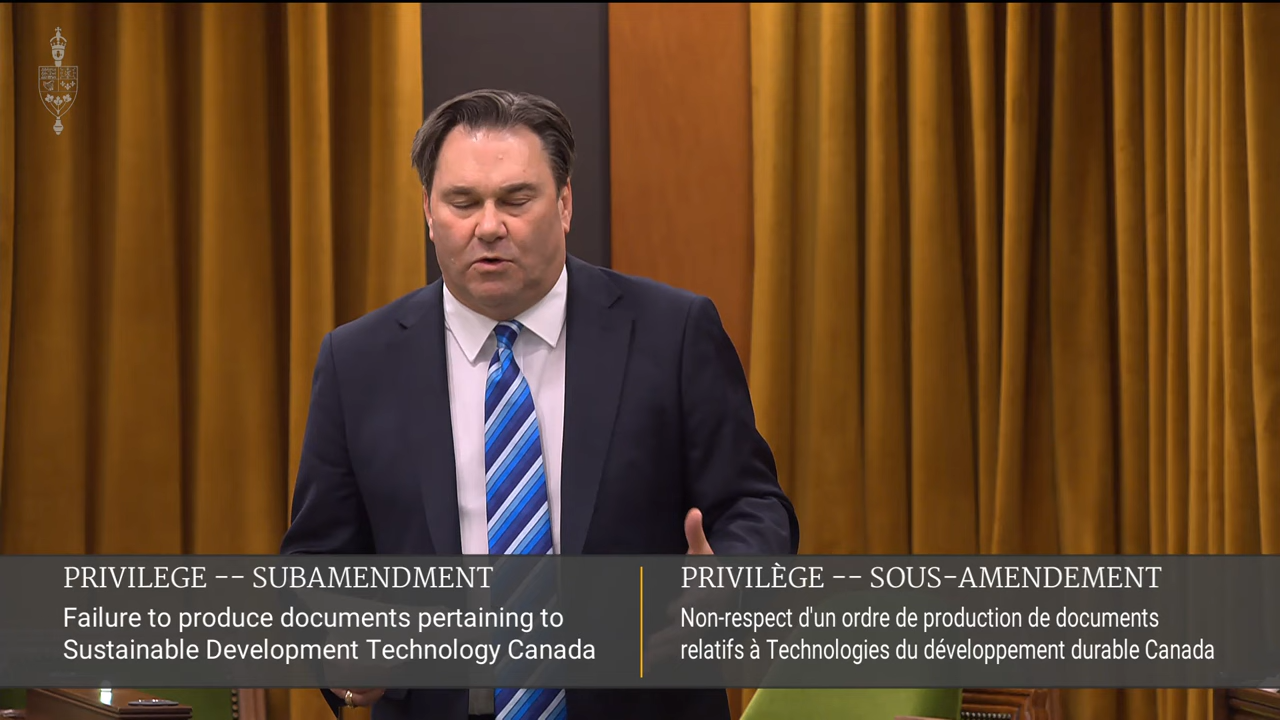 PRIVILEGE -- SUBAMENDMENT
Failure to produce documents pertaining to
Sustainable Development Technology Canada
PRIVILÈGE -- SOUS-AMENDEMENT
Non-respect d'un ordre de production de documents
relatifs à Technologies du développement durable Canada